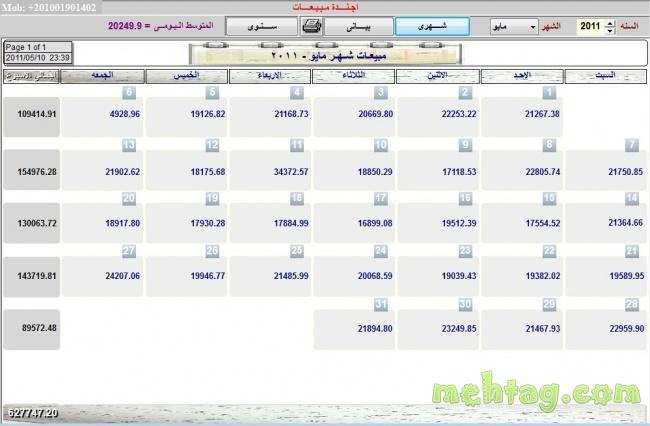 Mob: +201001901402
اجندة مبيعات
السنه 2011 الشهر مايو شهرى بيانى سنوى المتوسط اليومى = 20249.9
Page 1 of 1
2011/05/10 23:39
مبيعات شهر مايو - ٢٠١١
السبت الاحد الاثنين الثلاثاء الاربعاء الخميس الجمعه إجمالي الاسبوع
1 2 3 4 5 6
21267.38 22253.22 20669.80 21168.73 19126.82 4928.96 109414.91
7 8 9 10 11 12 13
21750.85 22805.74 17118.53 18850.29 34372.57 18175.68 21902.62 154976.28
14 15 16 17 18 19 20
21364.66 17554.52 19512.39 16899.08 17884.99 17930.28 18917.80 130063.72
21 22 23 24 25 26 27
19589.95 19382.02 19039.43 20068.59 21485.99 19946.77 24207.06 143719.81
28 29 30 31
22959.90 21467.93 23249.85 21894.80 89572.48
mehtag.com
627747.20